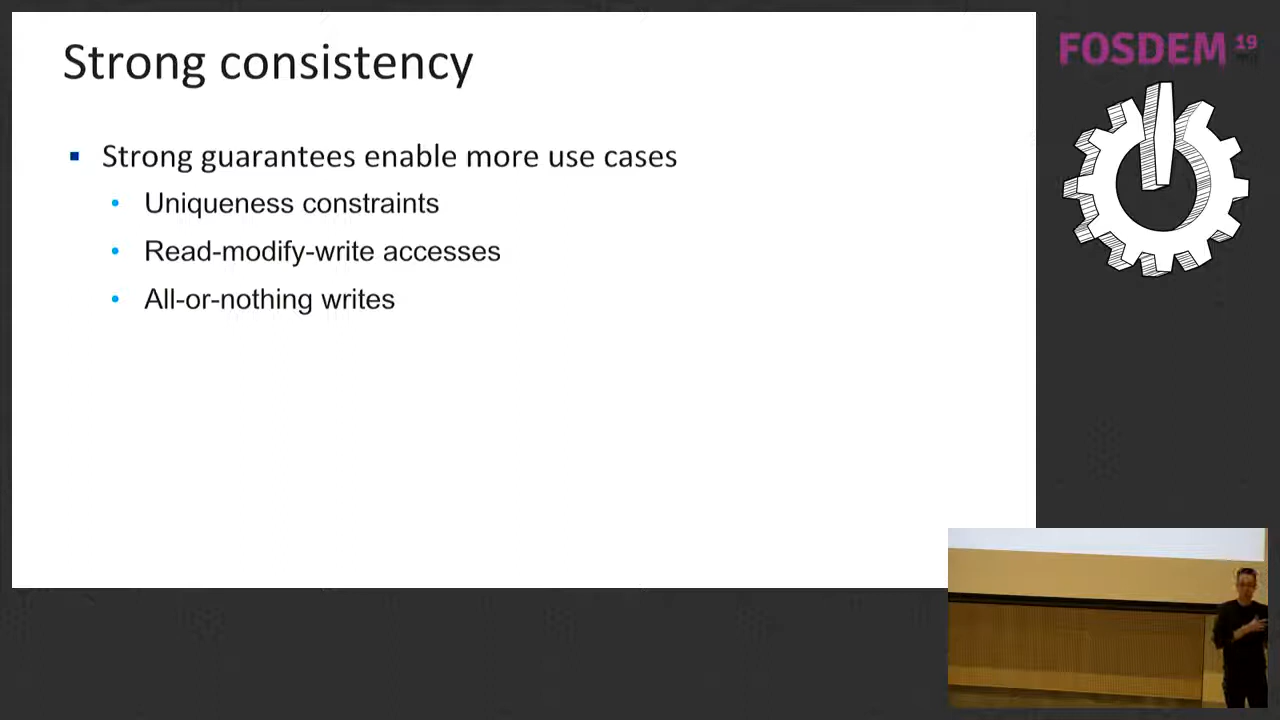 Strong consistency
Strong guarantees enable more use cases
Uniqueness constraints
Read-modify-write accesses
All-or-nothing writes
FOSDEM 19